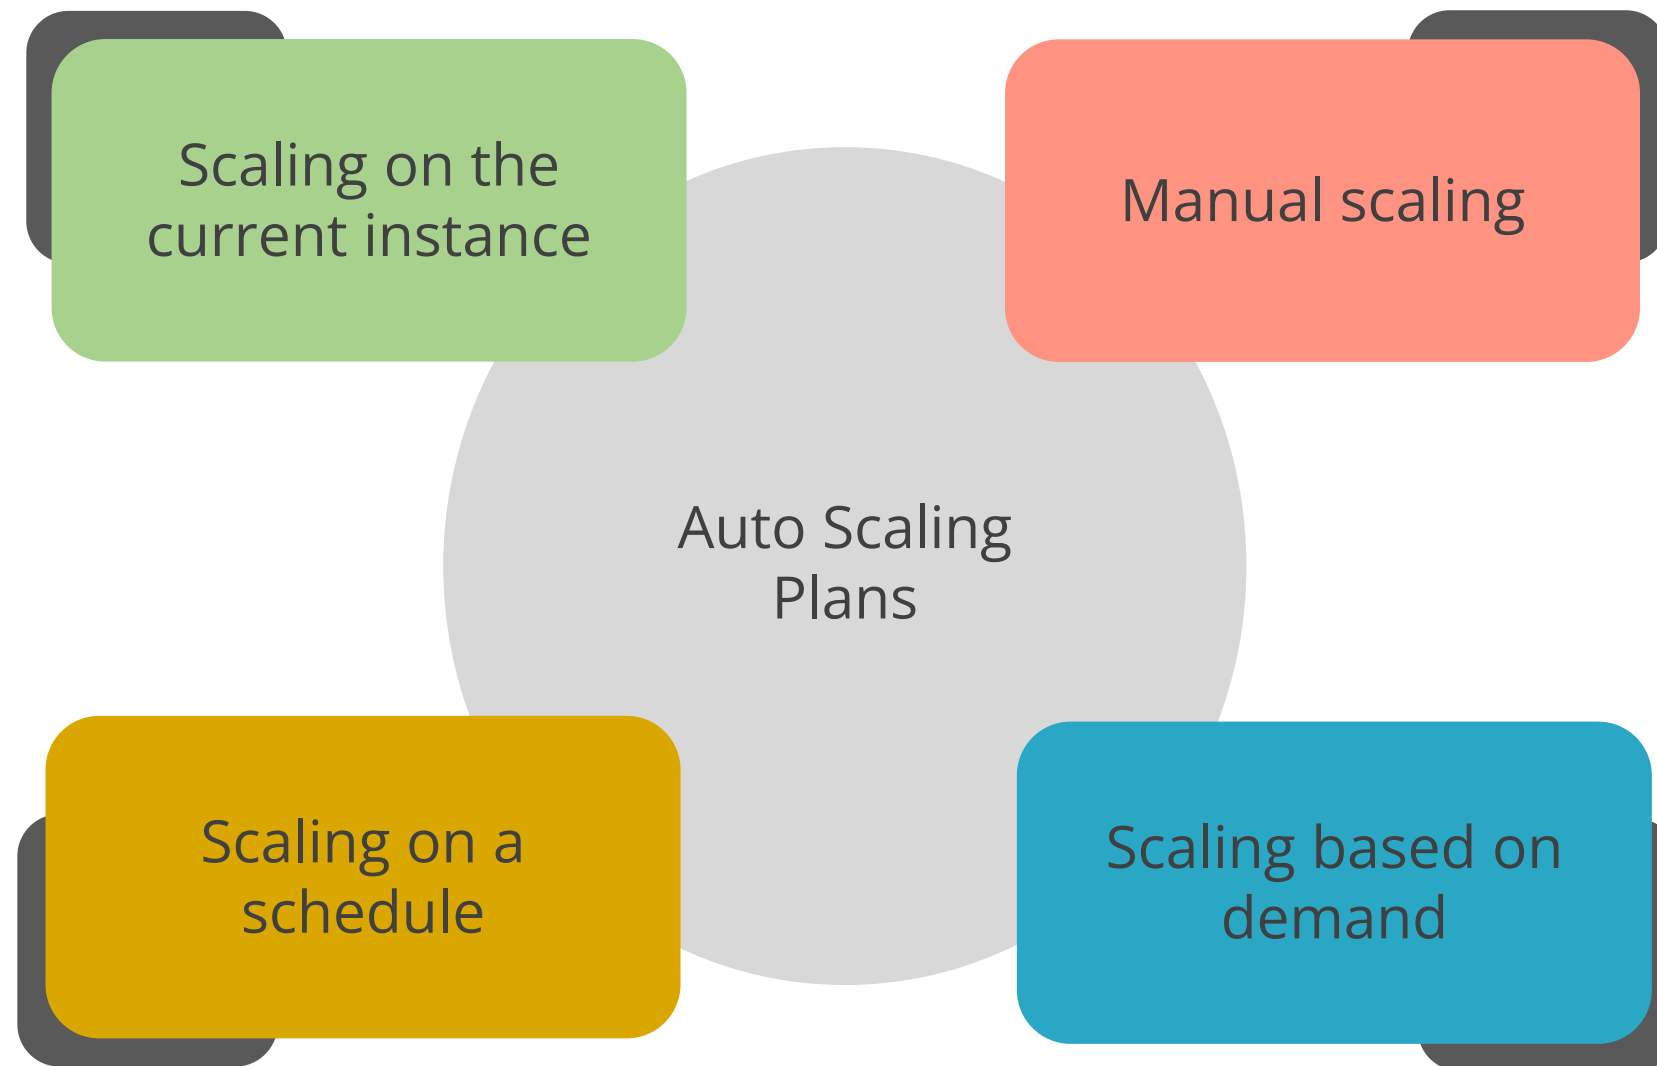 Scaling on the
current instance
Manual scaling
Auto Scaling
Plans
Scaling on a
schedule
Scaling based on
demand